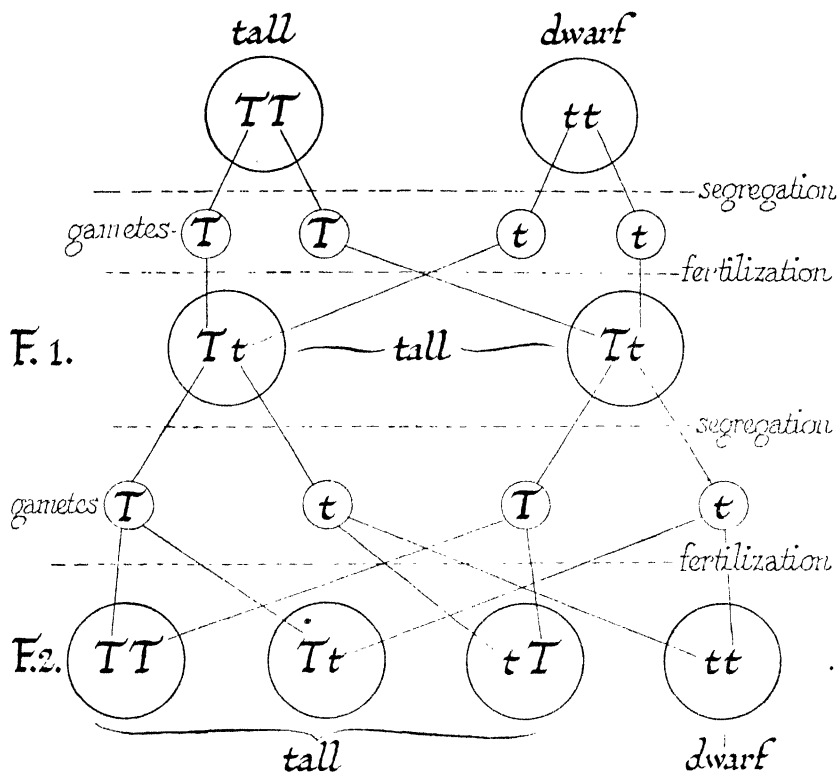 tall dwarf
TT tt
segregation
gametes T T t t
fertilization
F. 1. Tt tall Tt
segregation
gametes T t T t
fertilization
F.2. TT Tt tT tt
tall dwarf